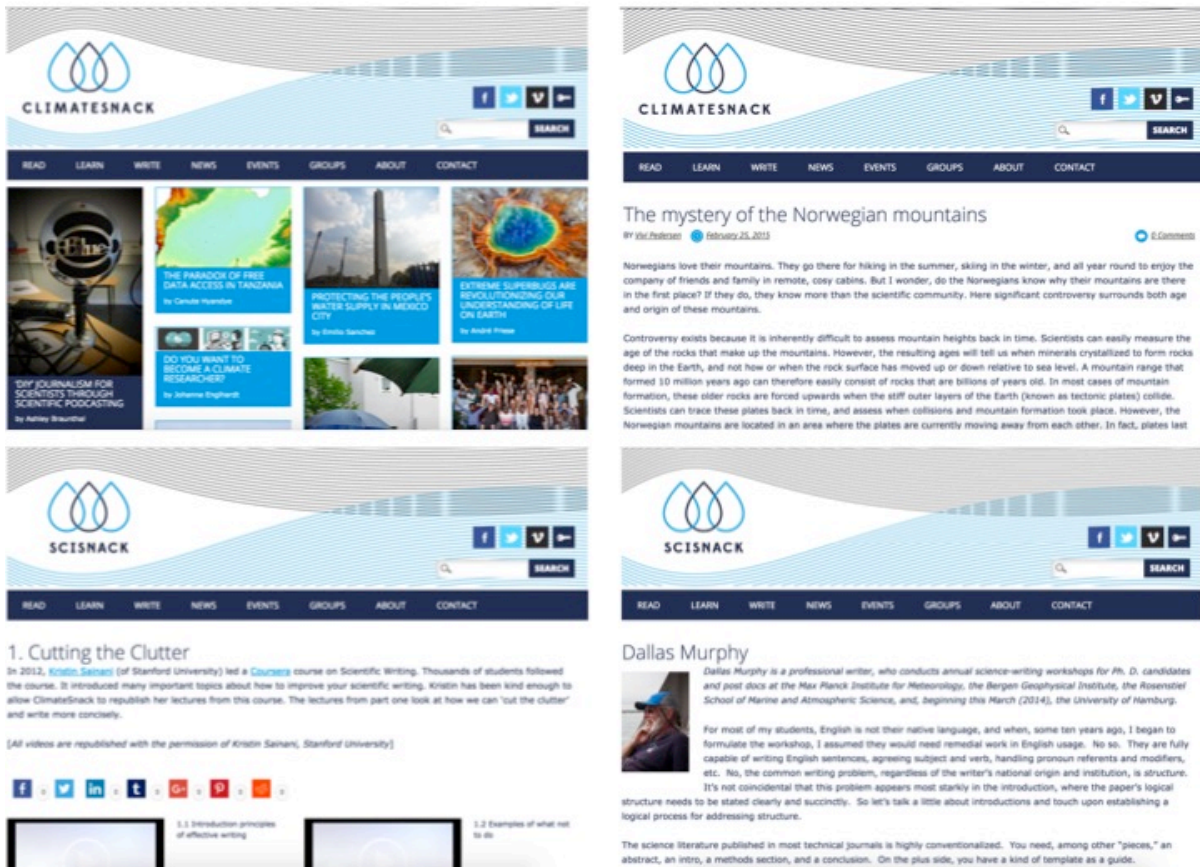 CLIMATESNACK
SEARCH
READ LEARN WRITE NEWS EVENTS GROUPS ABOUT CONTACT
Blue
'DIY' JOURNALISM FOR
SCIENTISTS THROUGH
SCIENTIFIC PODCASTING
by Ashley Braunthal
THE PARADOX OF FREE
DATA ACCESS IN TANZANIA
by Canute Hyandye
DO YOU WANT TO
BECOME A CLIMATE
RESEARCHER?
by Johanne Englhardt
PROTECTING THE PEOPLE'S
WATER SUPPLY IN MEXICO
CITY
by Emilio Sanchez
EXTREME SUPERBUGS ARE
REVOLUTIONIZING OUR
UNDERSTANDING OF LIFE
ON EARTH
by André Friese
CLIMATESNACK
SEARCH
READ LEARN WRITE NEWS EVENTS GROUPS ABOUT CONTACT
The mystery of the Norwegian mountains
BY Vivi Pedersen February 25, 2015 0 Comments
Norwegians love their mountains. They go there for hiking in the summer, skiing in the winter, and all year round to enjoy the
company of friends and family in remote, cosy cabins. But I wonder, do the Norwegians know why their mountains are there
in the first place? If they do, they know more than the scientific community. Here significant controversy surrounds both age
and origin of these mountains.
Controversy exists because it is inherently difficult to assess mountain heights back in time. Scientists can easily measure the
age of the rocks that make up the mountains. However, the resulting ages will tell us when minerals crystallized to form rocks
deep in the Earth, and not how or when the rock surface has moved up or down relative to sea level. A mountain range that
formed 10 million years ago can therefore easily consist of rocks that are billions of years old. In most cases of mountain
formation, these older rocks are forced upwards when the stiff outer layers of the Earth (known as tectonic plates) collide.
Scientists can trace these plates back in time, and assess when collisions and mountain formation took place. However, the
Norwegian mountains are located in an area where the plates are currently moving away from each other. In fact, plates last
SCISNACK
SEARCH
READ LEARN WRITE NEWS EVENTS GROUPS ABOUT CONTACT
1. Cutting the Clutter
In 2012, Kristin Sainani (of Stanford University) led a Coursera course on Scientific Writing. Thousands of students followed
the course. It introduced many important topics about how to improve your scientific writing. Kristin has been kind enough to
allow ClimateSnack to republish her lectures from this course. The lectures from part one look at how we can 'cut the clutter'
and write more concisely.
[All videos are republished with the permission of Kristin Sainani, Stanford University]
1.1 Introduction principles
of effective writing
1.2 Examples of what not
to do
SCISNACK
SEARCH
READ LEARN WRITE NEWS EVENTS GROUPS ABOUT CONTACT
Dallas Murphy
Dallas Murphy is a professional writer, who conducts annual science-writing workshops for Ph. D. candidates
and post docs at the Max Planck Institute for Meteorology, the Bergen Geophysical Institute, the Rosenstiel
School of Marine and Atmospheric Science, and, beginning this March (2014), the University of Hamburg.
For most of my students, English is not their native language, and when, some ten years ago, I began to
formulate the workshop, I assumed they would need remedial work in English usage. No so. They are fully
capable of writing English sentences, agreeing subject and verb, handling pronoun referents and modifiers,
etc. No, the common writing problem, regardless of the writer's national origin and institution, is structure.
It's not coincidental that this problem appears most starkly in the introduction, where the paper's logical
structure needs to be stated clearly and succinctly. So let's talk a little about introductions and touch upon establishing a
logical process for addressing structure.
The science literature published in most technical journals is highly conventionalized. You need, among other "pieces," an
abstract, an intro, a methods section, and a conclusion. On the plus side, you have a kind of template as a guide.